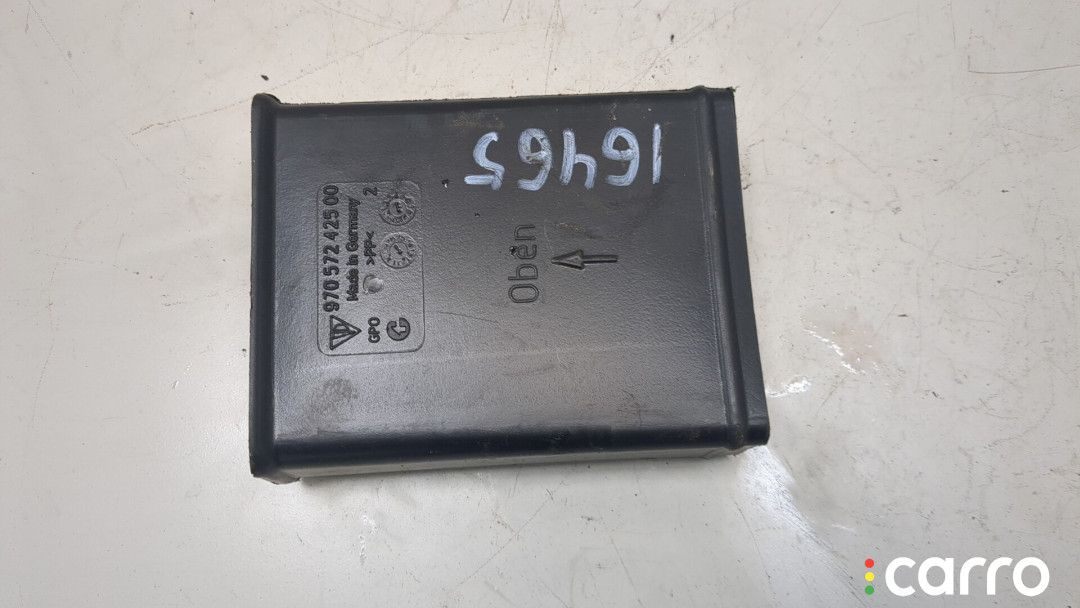 16465
970 572 425 00
Made in Germany
>PP<
2
GPO
G
Oben
carro